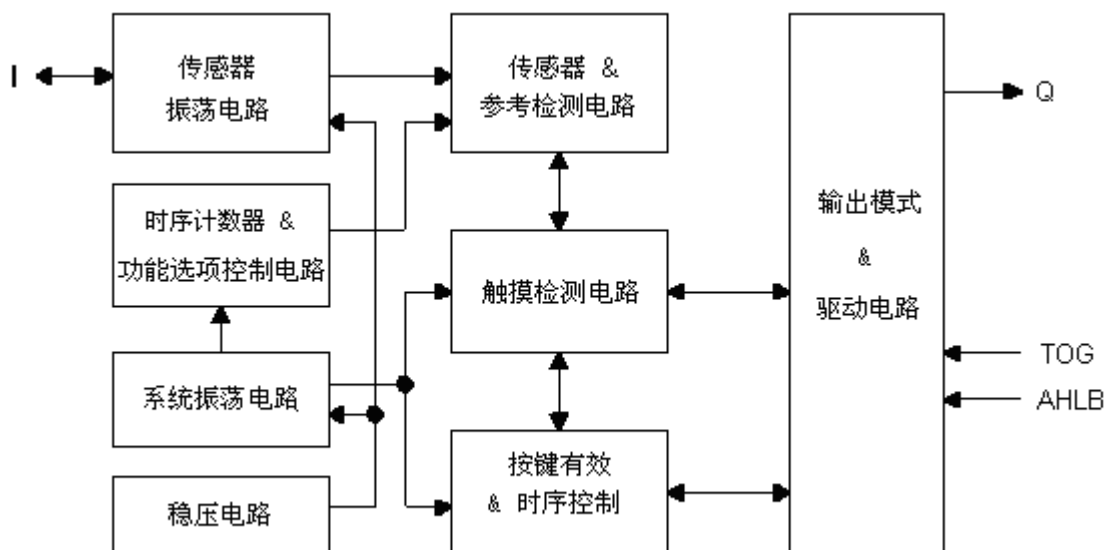 I
传感器
振荡电路
传感器 &
参考检测电路
Q
时序计数器 &
功能选项控制电路
触摸检测电路
输出模式
&
驱动电路
TOG
AHLB
系统振荡电路
按键有效
& 时序控制
稳压电路